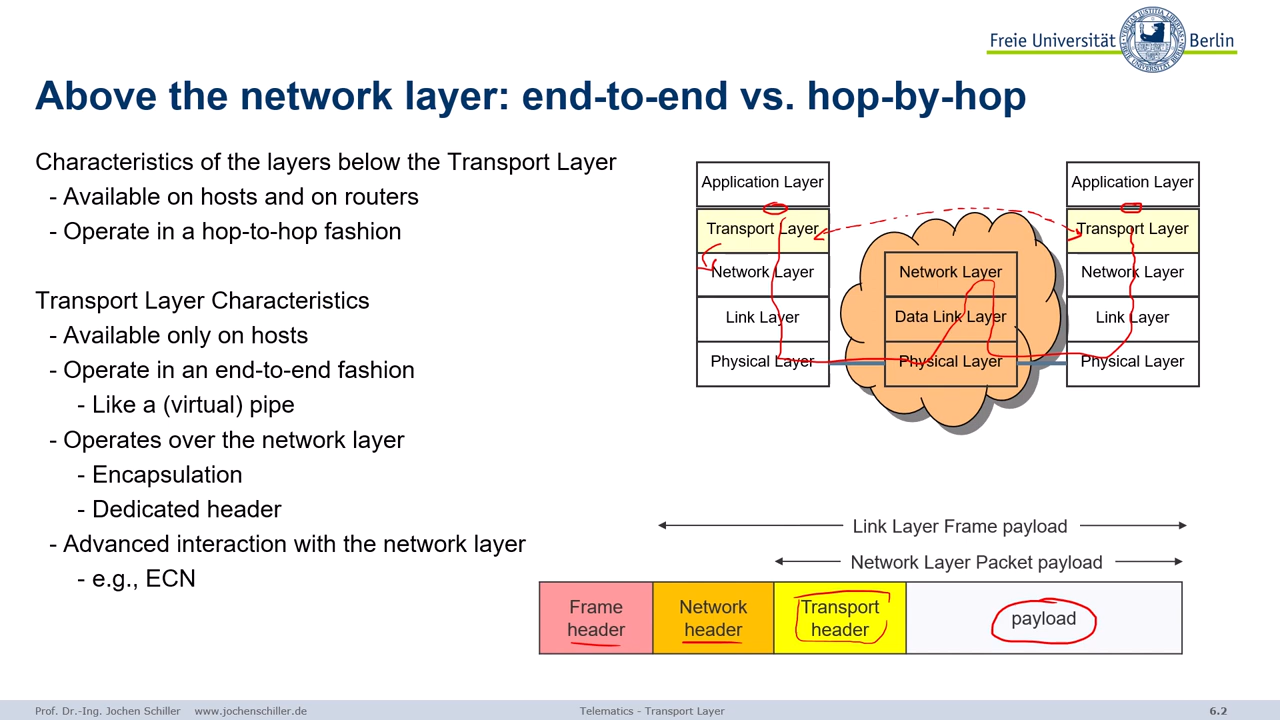 Freie Universität Berlin
Above the network layer: end-to-end vs. hop-by-hop
Characteristics of the layers below the Transport Layer
- Available on hosts and on routers
- Operate in a hop-to-hop fashion
Transport Layer Characteristics
- Available only on hosts
- Operate in an end-to-end fashion
- Like a (virtual) pipe
- Operates over the network layer
- Encapsulation
- Dedicated header
- Advanced interaction with the network layer
- e.g., ECN
Application Layer
Transport Layer
Network Layer
Link Layer
Physical Layer
Network Layer
Data Link Layer
Physical Layer
Application Layer
Transport Layer
Network Layer
Link Layer
Physical Layer
Link Layer Frame payload
Network Layer Packet payload
Frame
header
Network
header
Transport
header
payload
Prof. Dr.-Ing. Jochen Schiller www.jochenschiller.de
Telematics - Transport Layer
6.2